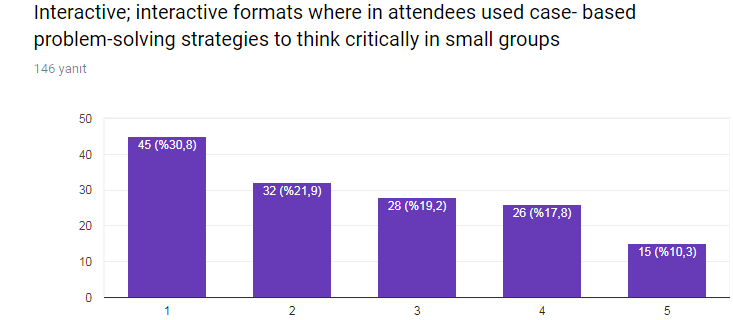 Interactive; interactive formats where in attendees used case- based
problem-solving strategies to think critically in small groups
146 yanıt
50
40
30
20
10
0
45 (%30,8)
32 (%21,9)
28 (%19,2)
26 (%17,8)
15 (%10,3)
1 2 3 4 5